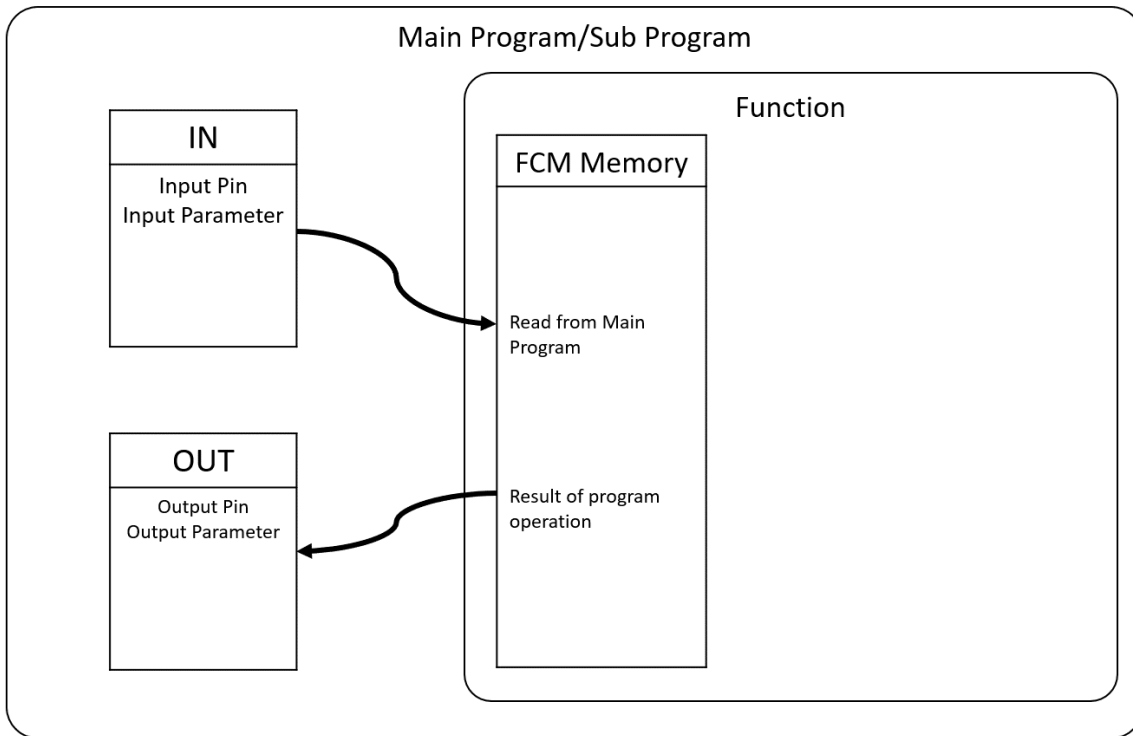 Main Program/Sub Program
IN
Input Pin
Input Parameter
OUT
Output Pin
Output Parameter
Function
FCM Memory
Read from Main
Program
Result of program
operation